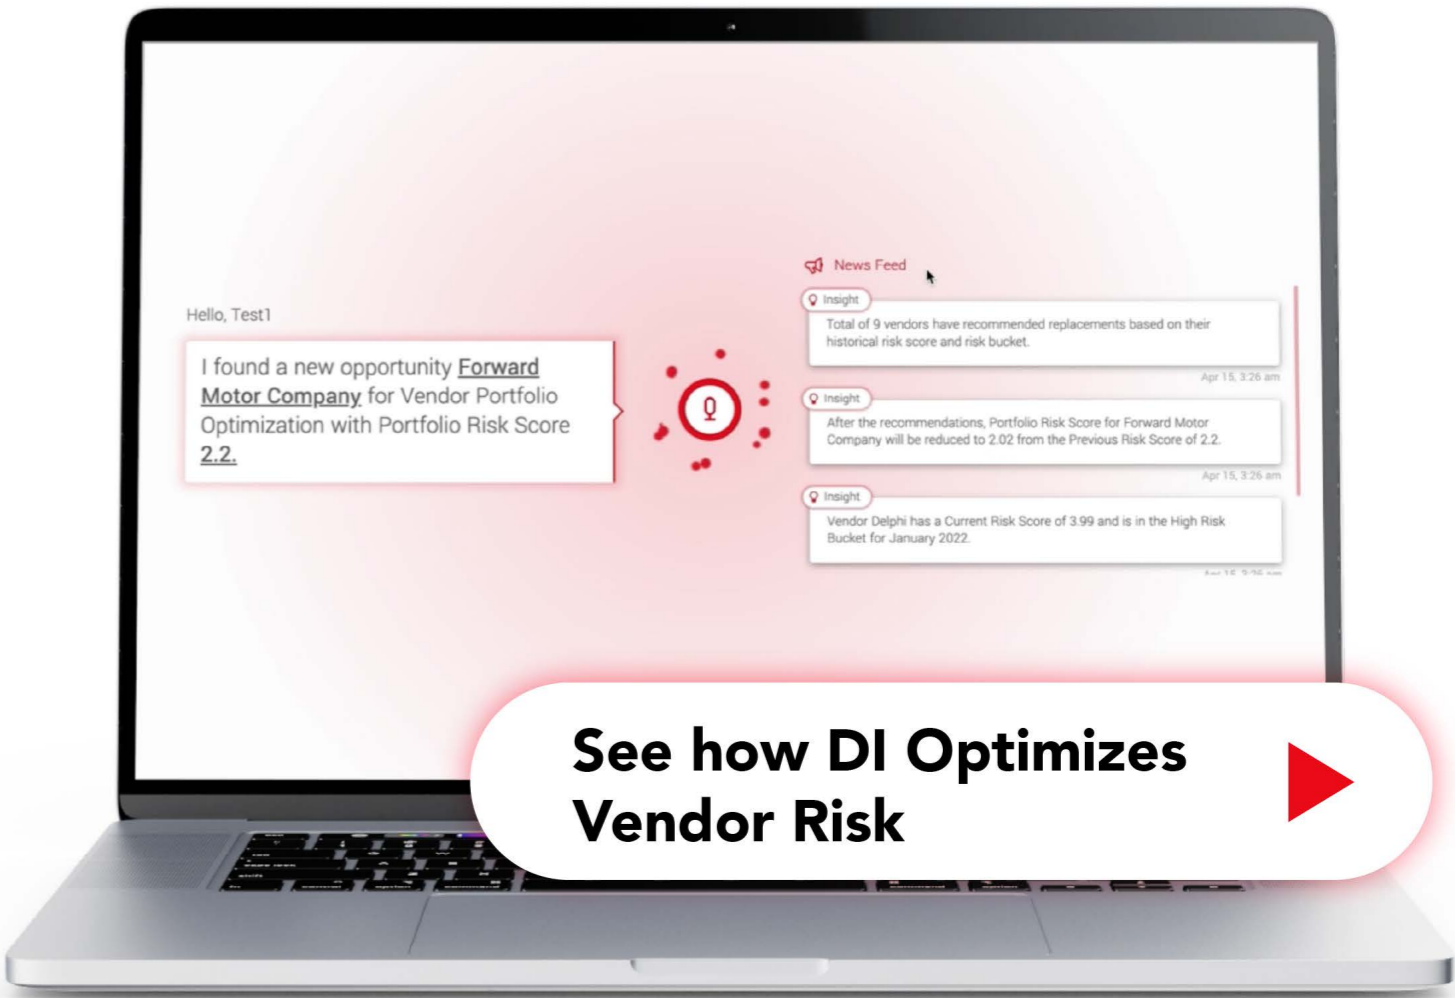 Hello, Test1
I found a new opportunity Forward
Motor Company for Vendor Portfolio
Optimization with Portfolio Risk Score
2.2.
News Feed
Insight
Total of 9 vendors have recommended replacements based on their
historical risk score and risk bucket.
Apr 15, 3:26 am
Insight
After the recommendations, Portfolio Risk Score for Forward Motor
Company will be reduced to 2.02 from the Previous Risk Score of 2.2.
Apr 15, 3:26 am
Insight
Vendor Delphi has a Current Risk Score of 3.99 and is in the High Risk
Bucket for January 2022.
See how DI Optimizes
Vendor Risk